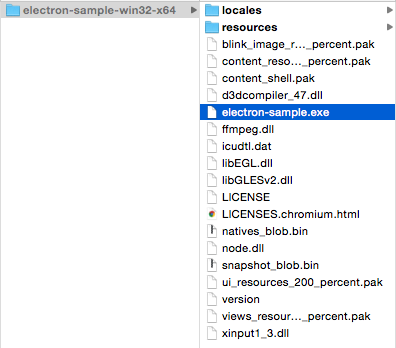 electron-sample-win32-x64
locales
resources
blink_image_r..._percent.pak
content_reso..._percent.pak
content_shell.pak
d3dcompiler_47.dll
electron-sample.exe
ffmpeg.dll
icudtl.dat
libEGL.dll
libGLESv2.dll
LICENSE
LICENSES.chromium.html
natives_blob.bin
node.dll
snapshot_blob.bin
ui_resources_200_percent.pak
version
views_resour..._percent.pak
xinput1_3.dll